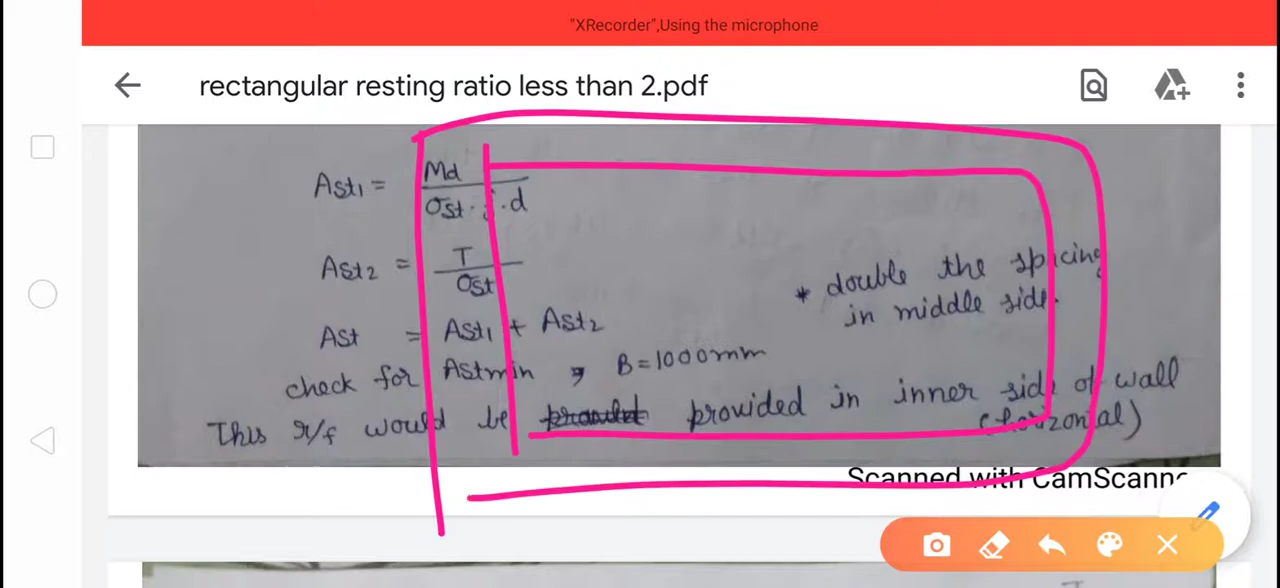 "XRecorder",Using the microphone
rectangular resting ratio less than 2.pdf
Ast1 = Md / σst · j · d
Ast2 = T / σst
* double the spacing
in middle side.
Ast = Ast1 + Ast2
check for Astmin , B = 1000mm
This r/f would be provided in inner side of wall
(horizontal)
Scanned with CamScanne